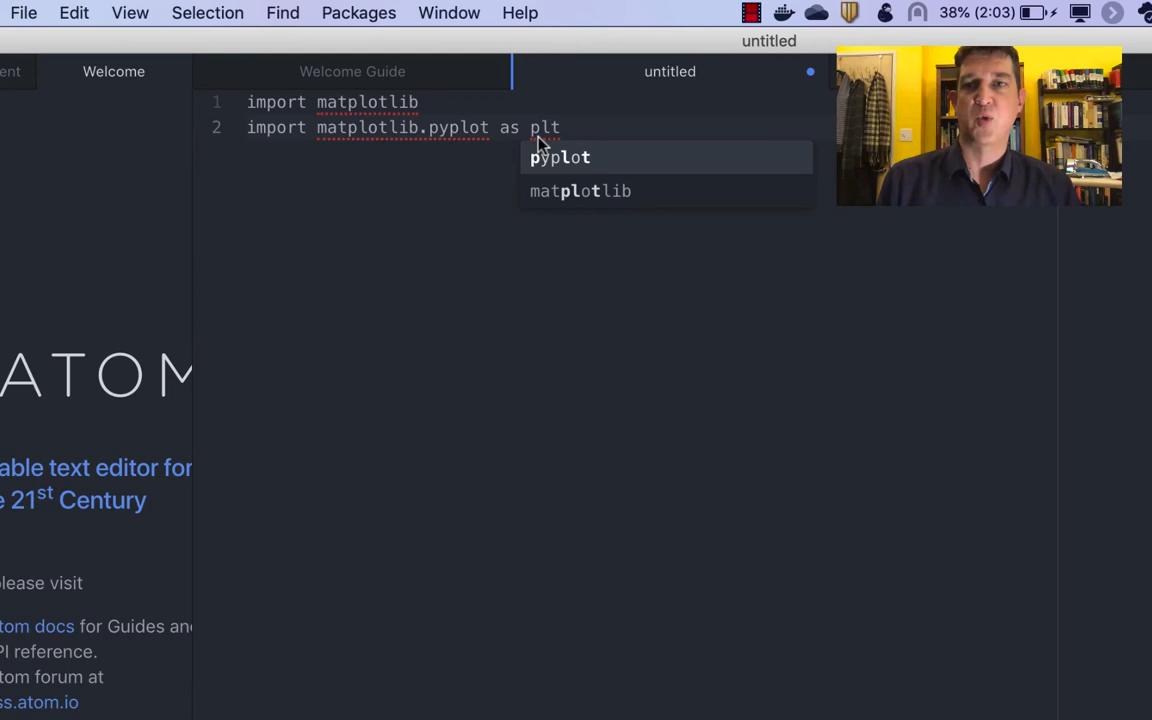 File Edit View Selection Find Packages Window Help 38% (2:03)
untitled
ent Welcome Welcome Guide untitled
1 import matplotlib
2 import matplotlib.pyplot as plt
pyplot
matplotlib
ATOM
able text editor for
e 21st Century
lease visit
tom docs for Guides an
PI reference.
tom forum at
ss.atom.io